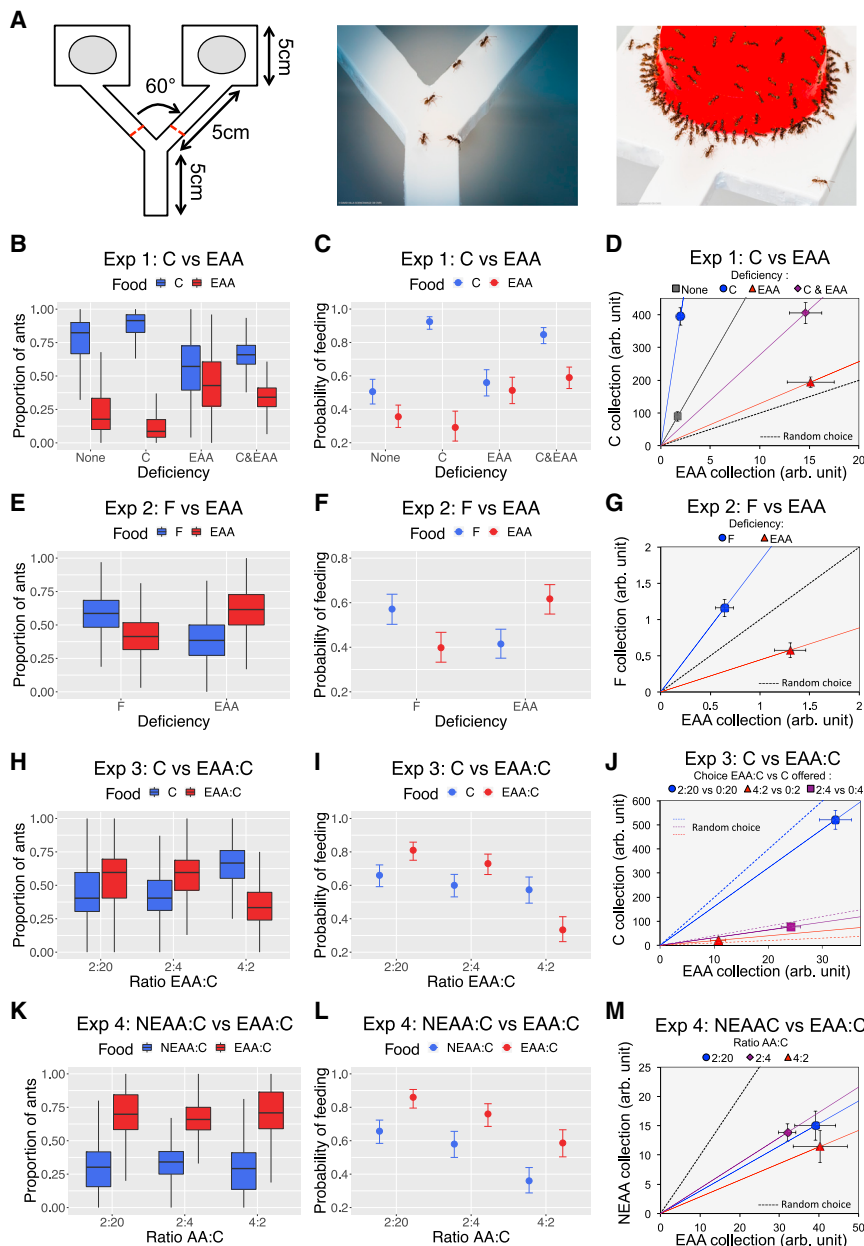 A
60°
5cm
5cm
5cm
B
Exp 1: C vs EAA
Food C EAA
Proportion of ants
1.00
0.75
0.50
0.25
0.00
None C EAA C&EAA
Deficiency
C
Exp 1: C vs EAA
Food C EAA
Probability of feeding
1.0
0.8
0.6
0.4
0.2
None C EAA C&EAA
Deficiency
D
Exp 1: C vs EAA
Deficiency :
None C EAA C & EAA
C collection (arb. unit)
400
300
200
100
0
0 5 10 15 20
Random choice
EAA collection (arb. unit)
E
Exp 2: F vs EAA
Food F EAA
Proportion of ants
1.00
0.75
0.50
0.25
0.00
F EAA
Deficiency
F
Exp 2: F vs EAA
Food F EAA
Probability of feeding
0.8
0.6
0.4
0.2
F EAA
Deficiency
G
Exp 2: F vs EAA
Deficiency:
F EAA
F collection (arb. unit)
2
1.5
1
0,5
0
0 0.5 1 1.5 2
Random choice
EAA collection (arb. unit)
H
Exp 3: C vs EAA:C
Food C EAA:C
Proportion of ants
1.00
0.75
0.50
0.25
0.00
2:20 2:4 4:2
Ratio EAA:C
I
Exp 3: C vs EAA:C
Food C EAA:C
Probability of feeding
1.0
0.8
0.6
0.4
0.2
2:20 2:4 4:2
Ratio EAA:C
J
Exp 3: C vs EAA:C
Choice EAA:C vs C offered :
2:20 vs 0:20 4:2 vs 0:2 2:4 vs 0:4
C collection (arb. unit)
600
500
400
300
200
100
0
0 10 20 30
Random choice
EAA collection (arb. unit)
K
Exp 4: NEAA:C vs EAA:C
Food NEAA:C EAA:C
Proportion of ants
1.00
0.75
0.50
0.25
0.00
2:20 2:4 4:2
Ratio AA:C
L
Exp 4: NEAA:C vs EAA:C
Food NEAA:C EAA:C
Probability of feeding
1.0
0.8
0.6
0.4
0.2
2:20 2:4 4:2
Ratio AA:C
M
Exp 4: NEAAC vs EAA:C
Ratio AA:C
2:20 2:4 4:2
NEAA collection (arb. unit)
25
20
15
10
5
0
0 10 20 30 40 50
Random choice
EAA collection (arb. unit)